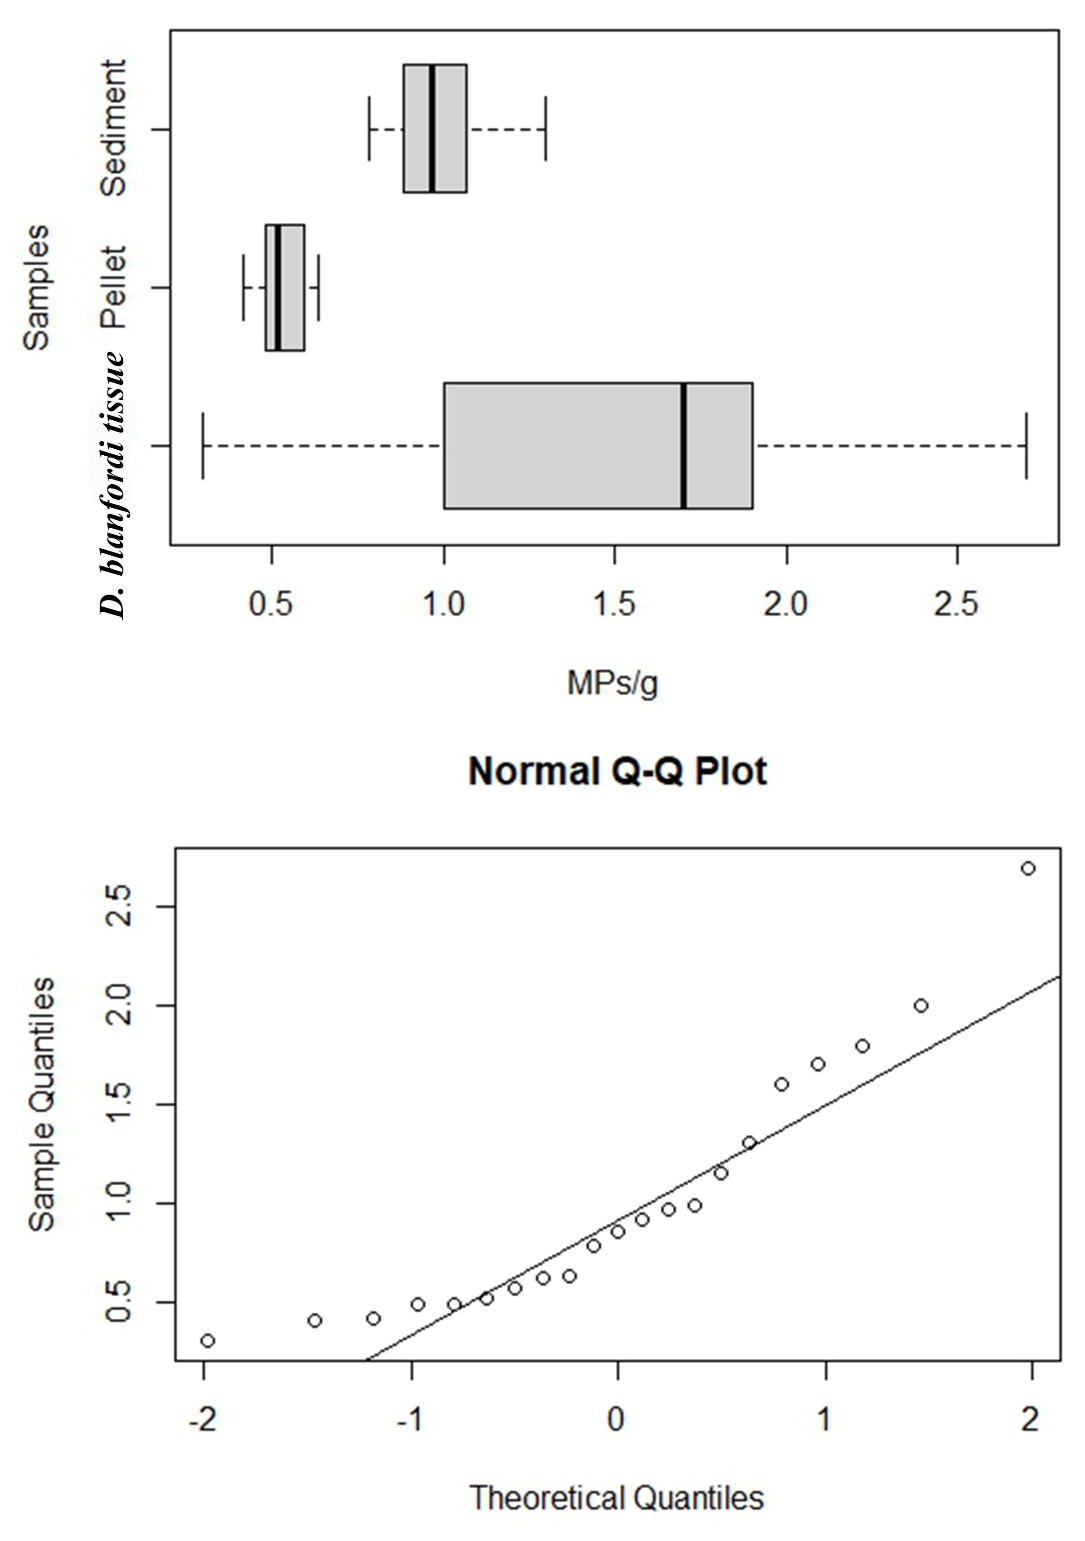 Samples
Sediment
Pellet
D. blanfordi tissue
0.5 1.0 1.5 2.0 2.5
MPs/g
Normal Q-Q Plot
Sample Quantiles
2.5
2.0
1.5
1.0
0.5
-2 -1 0 1 2
Theoretical Quantiles